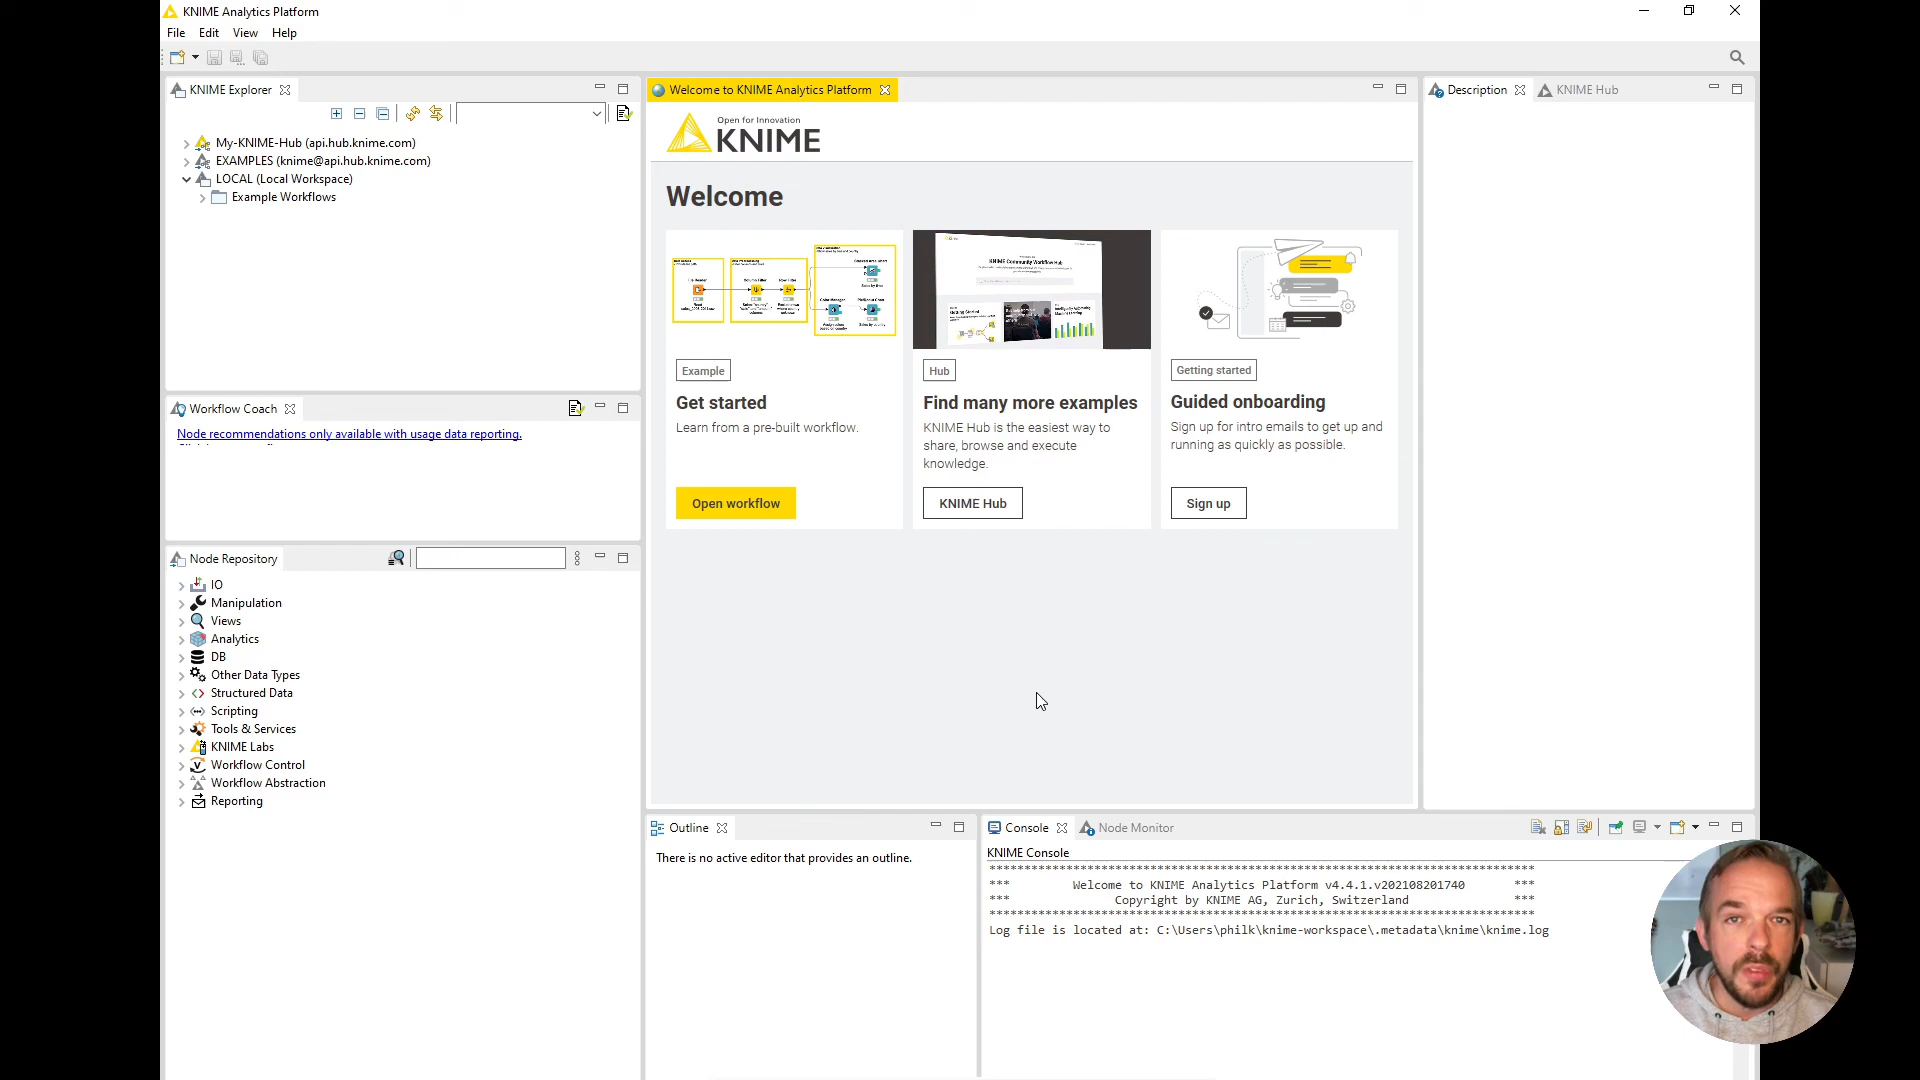 KNIME Analytics Platform
File Edit View Help
KNIME Explorer
My-KNIME-Hub (api.hub.knime.com)
EXAMPLES (knime@api.hub.knime.com)
LOCAL (Local Workspace)
Example Workflows
Workflow Coach
Node recommendations only available with usage data reporting.
Node Repository
IO
Manipulation
Views
Analytics
DB
Other Data Types
Structured Data
Scripting
Tools & Services
KNIME Labs
Workflow Control
Workflow Abstraction
Reporting
Welcome to KNIME Analytics Platform
Open for Innovation
KNIME
Welcome
Example
Get started
Learn from a pre-built workflow.
Open workflow
KNIME Community Workflow Hub
Hub
Find many more examples
KNIME Hub is the easiest way to
share, browse and execute
knowledge.
KNIME Hub
Getting started
Guided onboarding
Sign up for intro emails to get up and
running as quickly as possible.
Sign up
Description KNIME Hub
Outline
There is no active editor that provides an outline.
Console Node Monitor
KNIME Console
*** Welcome to KNIME Analytics Platform v4.4.1.v202108201740 ***
*** Copyright by KNIME AG, Zurich, Switzerland ***
Log file is located at: C:\Users\philk\knime-workspace\.metadata\knime\knime.log